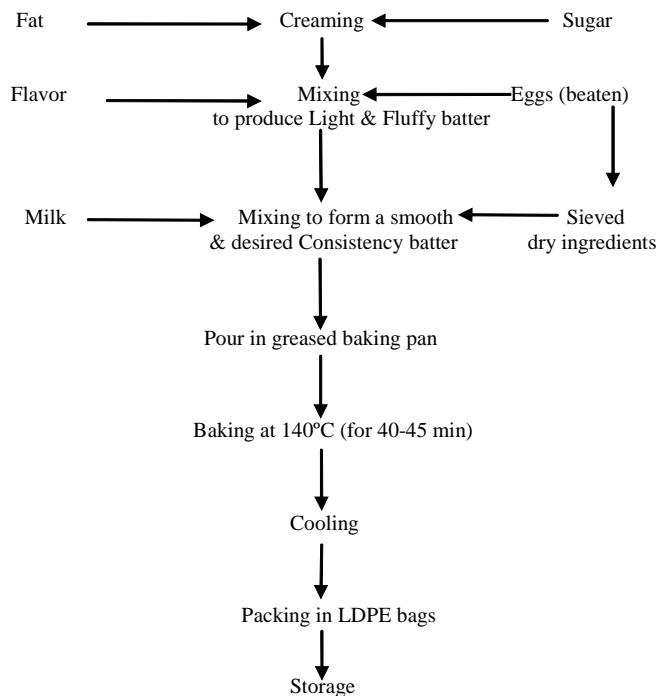 Fat Creaming Sugar
Flavor Mixing Eggs (beaten)
to produce Light & Fluffy batter
Milk Mixing to form a smooth Sieved
& desired Consistency batter dry ingredients
Pour in greased baking pan
Baking at 140ºC (for 40-45 min)
Cooling
Packing in LDPE bags
Storage